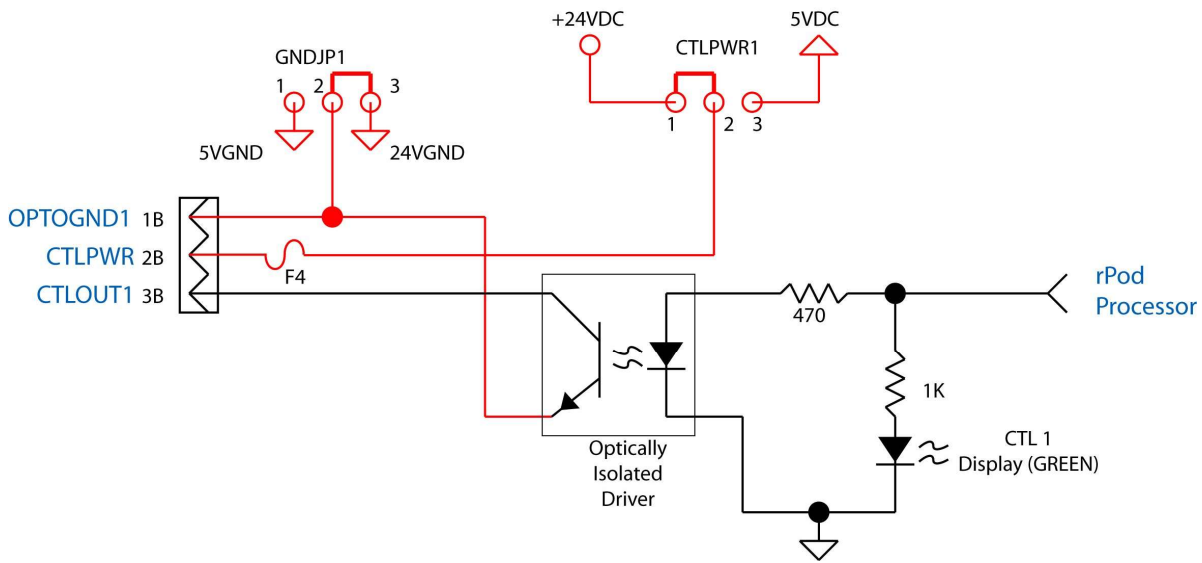 +24VDC
5VDC
GNDJP1
CTLPWR1
1
2
3
1
2
3
5VGND
24VGND
OPTOGND1 1B
CTLPWR 2B
F4
CTLOUT1 3B
470
rPod
Processor
1K
CTL 1
Display (GREEN)
Optically
Isolated
Driver